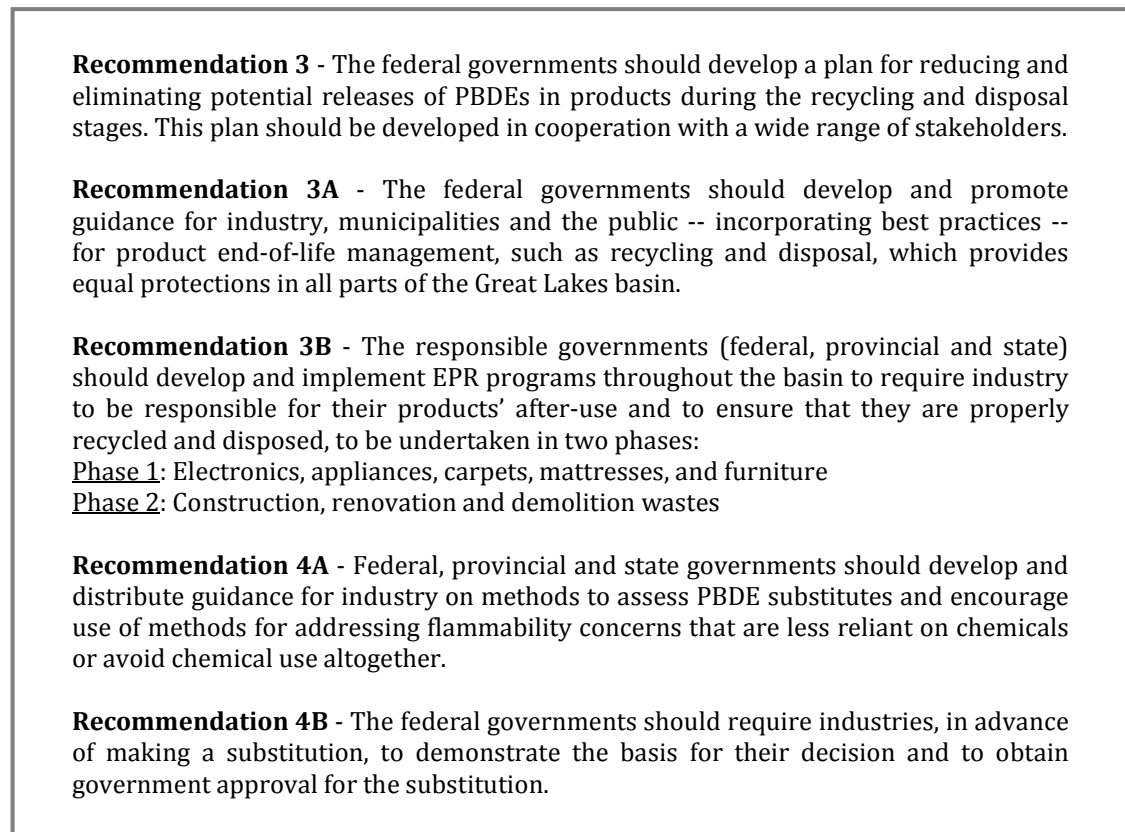 Recommendation 3 - The federal governments should develop a plan for reducing and
eliminating potential releases of PBDEs in products during the recycling and disposal
stages. This plan should be developed in cooperation with a wide range of stakeholders.
Recommendation 3A - The federal governments should develop and promote
guidance for industry, municipalities and the public -- incorporating best practices --
for product end-of-life management, such as recycling and disposal, which provides
equal protections in all parts of the Great Lakes basin.
Recommendation 3B - The responsible governments (federal, provincial and state)
should develop and implement EPR programs throughout the basin to require industry
to be responsible for their products’ after-use and to ensure that they are properly
recycled and disposed, to be undertaken in two phases:
Phase 1: Electronics, appliances, carpets, mattresses, and furniture
Phase 2: Construction, renovation and demolition wastes
Recommendation 4A - Federal, provincial and state governments should develop and
distribute guidance for industry on methods to assess PBDE substitutes and encourage
use of methods for addressing flammability concerns that are less reliant on chemicals
or avoid chemical use altogether.
Recommendation 4B - The federal governments should require industries, in advance
of making a substitution, to demonstrate the basis for their decision and to obtain
government approval for the substitution.